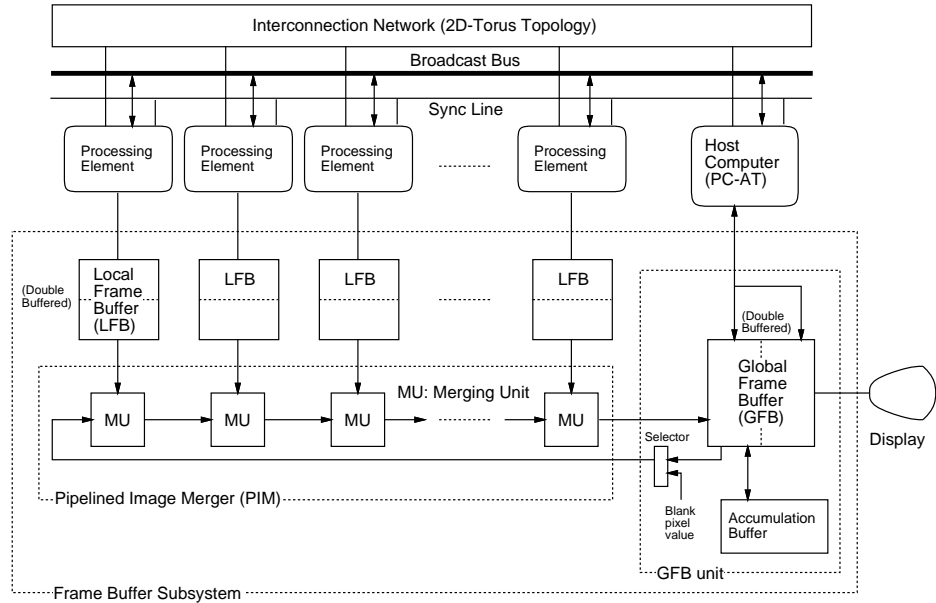 Interconnection Network (2D-Torus Topology)
Broadcast Bus
Sync Line
Processing
Element
Processing
Element
Processing
Element
Processing
Element
Host
Computer
(PC-AT)
(Double
Buffered)
Local
Frame
Buffer
(LFB)
LFB
LFB
LFB
(Double
Buffered)
Global
Frame
Buffer
(GFB)
MU: Merging Unit
MU
MU
MU
MU
Display
Selector
Blank
pixel
value
Accumulation
Buffer
Pipelined Image Merger (PIM)
GFB unit
Frame Buffer Subsystem